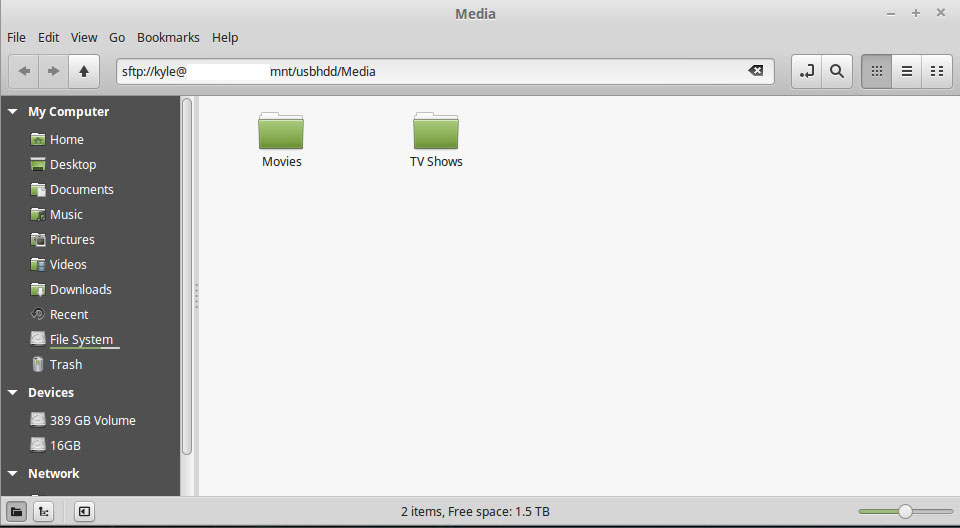 Media
File Edit View Go Bookmarks Help
sftp://kyle@ mnt/usbhdd/Media
My Computer
Home
Desktop
Documents
Music
Pictures
Videos
Downloads
Recent
File System
Trash
Devices
389 GB Volume
16GB
Network
Movies
TV Shows
2 items, Free space: 1.5 TB